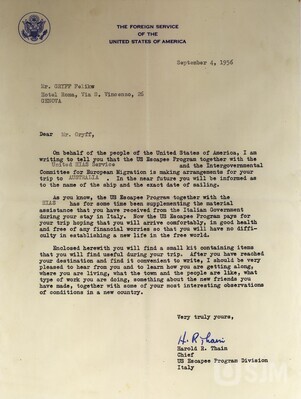 THE FOREIGN SERVICE
OF THE
UNITED STATES OF AMERICA
September 4, 1956
Mr. GRYFF Feliks
Hotel Roma, Via S. Vincenzo, 26
GENOVA
Dear Mr. Gryff,
On behalf of the people of the United States of America, I am
writing to tell you that the US Escapee Program together with the
United HIAS Service and the Intergovernmental
Committee for European Migration is making arrangements for your
trip to AUSTRALIA . In the near future you will be informed as
to the name of the ship and the exact date of sailing.
As you know, the US Escapee Program together with the
HIAS has for some time been supplementing the material
assistance that you have received from the Italian Government
during your stay in Italy. Now the US Escapee Program pays for
your trip hoping that you will arrive comfortably, in good health
and free of any financial worries so that you will have no diffi-
culty in establishing a new life in the free world.
Enclosed herewith you will find a small kit containing items
that you will find useful during your trip. After you have reached
your destination and find it convenient to write, I should be very
pleased to hear from you and to learn how you are getting along,
where you are living, what the town and the people are like, what
type of work you are doing, something about the new friends you
have made, together with some of your most interesting observations
of conditions in a new country.
Very truly yours,
H. R. Thain
Harold R. Thain
Chief
US Escapee Program Division
Italy
SJM